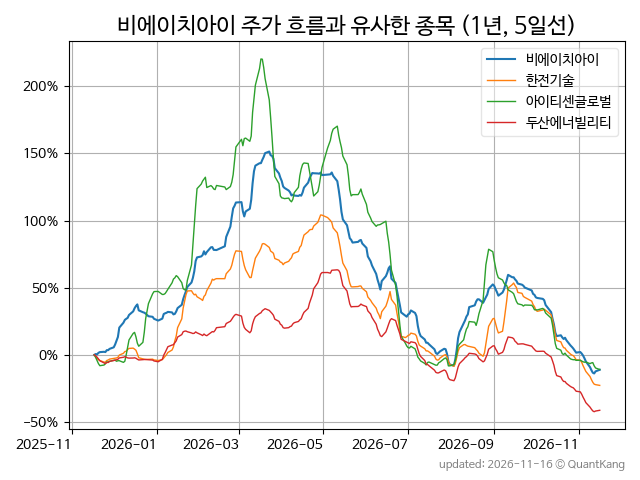 비에이치아이 주가 흐름과 유사한 종목 (1년, 5일선)
비에이치아이
한전기술
아이티센글로벌
두산에너빌리티
200%
150%
100%
50%
0%
−50%
2025-11
2026-01
2026-03
2026-05
2026-07
2026-09
2026-11
updated: 2026-11-16 © QuantKang